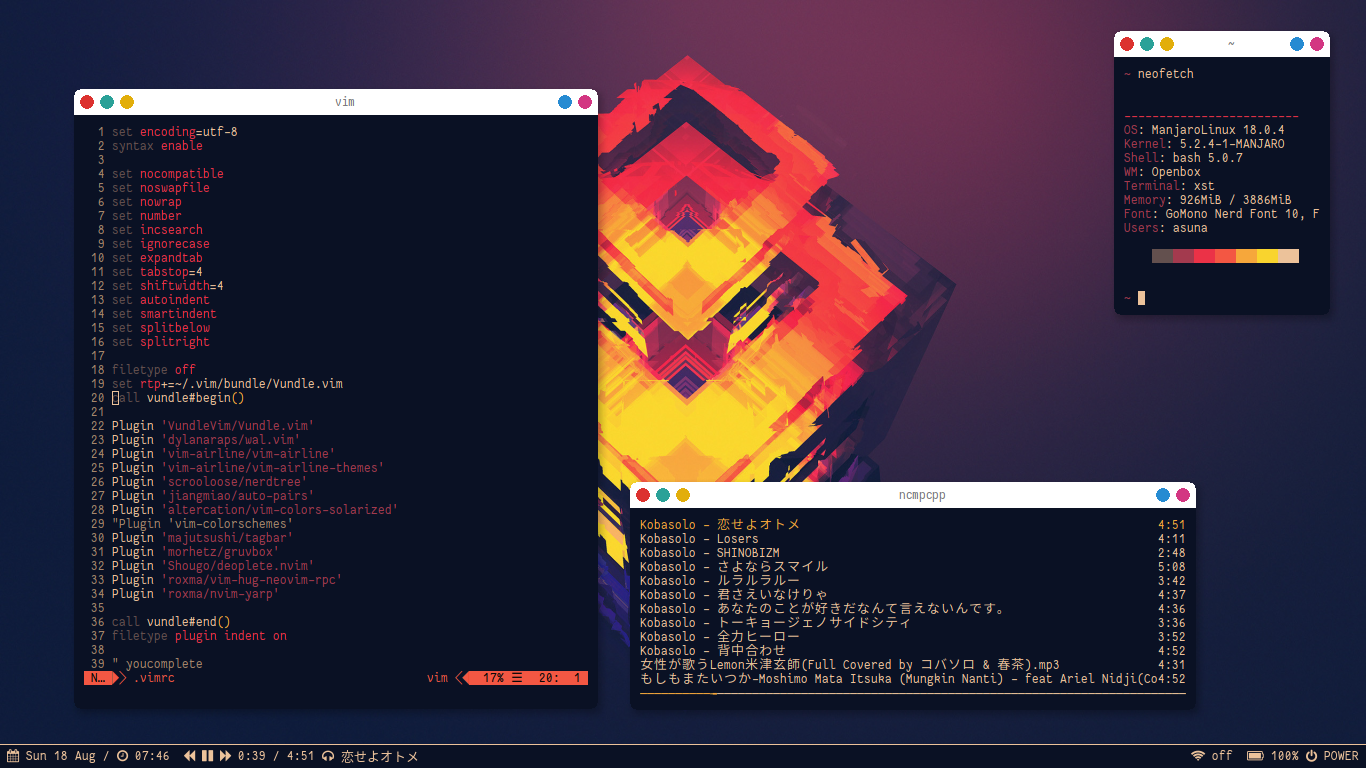 vim
1 set encoding=utf-8
2 syntax enable
3
4 set nocompatible
5 set noswapfile
6 set nowrap
7 set number
8 set incsearch
9 set ignorecase
10 set expandtab
11 set tabstop=4
12 set shiftwidth=4
13 set autoindent
14 set smartindent
15 set splitbelow
16 set splitright
17
18 filetype off
19 set rtp+=~/.vim/bundle/Vundle.vim
20 call vundle#begin()
21
22 Plugin 'VundleVim/Vundle.vim'
23 Plugin 'dylanaraps/wal.vim'
24 Plugin 'vim-airline/vim-airline'
25 Plugin 'vim-airline/vim-airline-themes'
26 Plugin 'scrooloose/nerdtree'
27 Plugin 'jiangmiao/auto-pairs'
28 Plugin 'altercation/vim-colors-solarized'
29 "Plugin 'vim-colorschemes'
30 Plugin 'majutsushi/tagbar'
31 Plugin 'morhetz/gruvbox'
32 Plugin 'Shougo/deoplete.nvim'
33 Plugin 'roxma/vim-hug-neovim-rpc'
34 Plugin 'roxma/nvim-yarp'
35
36 call vundle#end()
37 filetype plugin indent on
38
39 " youcomplete
N… .vimrc vim 17% ☰ 20: 1
~
~ neofetch
-------------------------
OS: ManjaroLinux 18.0.4
Kernel: 5.2.4-1-MANJARO
Shell: bash 5.0.7
WM: Openbox
Terminal: xst
Memory: 926MiB / 3886MiB
Font: GoMono Nerd Font 10, F
Users: asuna
~
ncmpcpp
Kobasolo - 恋せよオトメ 4:51
Kobasolo - Losers 4:11
Kobasolo - SHINOBIZM 2:48
Kobasolo - さよならスマイル 5:08
Kobasolo - ルラルラルー 3:42
Kobasolo - 君さえいなけりゃ 4:37
Kobasolo - あなたのことが好きだなんて言えないんです。 4:36
Kobasolo - トーキョージェノサイドシティ 3:36
Kobasolo - 全力ヒーロー 3:52
Kobasolo - 背中合わせ 4:52
女性が歌うLemon米津玄師(Full Covered by コバソロ & 春茶).mp3 4:31
もしもまたいつか-Moshimo Mata Itsuka (Mungkin Nanti) - feat Ariel Nidji(Co4:52
Sun 18 Aug / 07:46 0:39 / 4:51 恋せよオトメ off 100% POWER